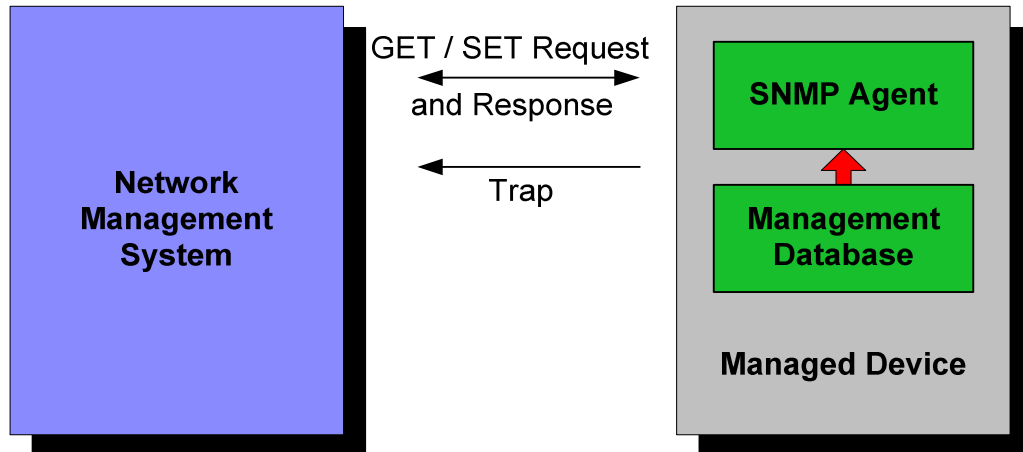 Network
Management
System
GET / SET Request
and Response
Trap
SNMP Agent
Management
Database
Managed Device